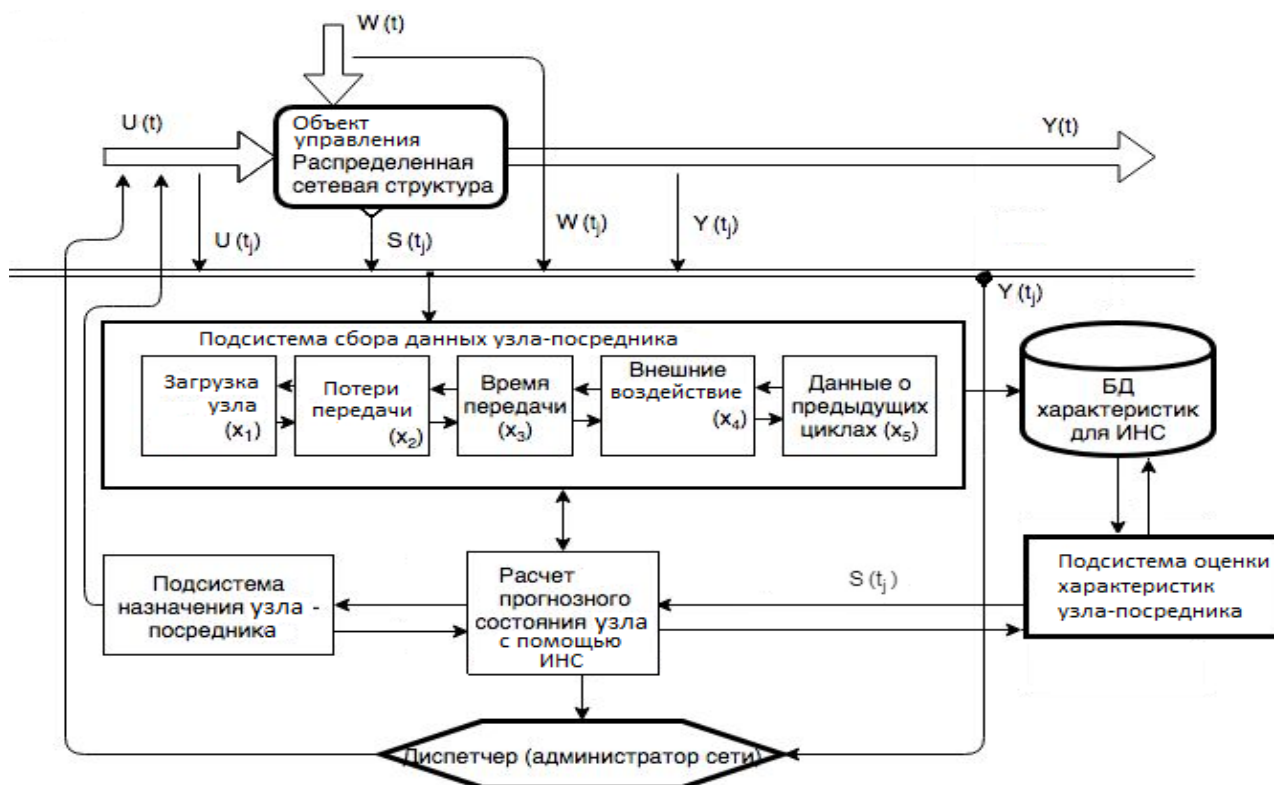 W (t)
U (t)
Объект
управления
Распределенная
сетевая структура
Y(t)
U (tj)
S (tj)
W (tj)
Y (tj)
Y (tj)
Подсистема сбора данных узла-посредника
Загрузка
узла
(x1)
Потери
передачи
(x2)
Время
передачи
(x3)
Внешние
воздействие
(x4)
Данные о
предыдущих
циклах (x5)
БД
характеристик
для ИНС
Подсистема
назначения узла -
посредника
Расчет
прогнозного
состояния узла
с помощью
ИНС
S (tj )
Подсистема оценки
характеристик
узла-посредника
Диспетчер (администратор сети)